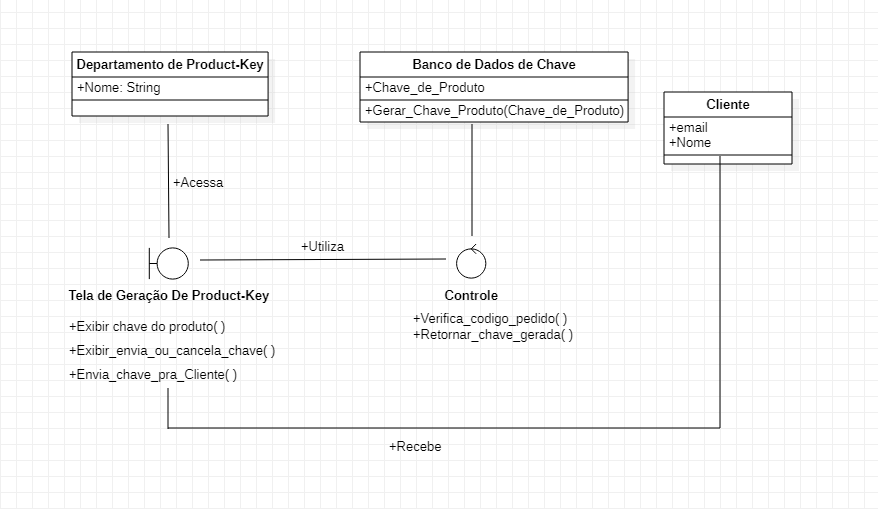 Departamento de Product-Key
+Nome: String
Banco de Dados de Chave
+Chave_de_Produto
+Gerar_Chave_Produto(Chave_de_Produto)
Cliente
+email
+Nome
+Acessa
+Utiliza
Tela de Geração De Product-Key
+Exibir chave do produto( )
+Exibir_envia_ou_cancela_chave( )
+Envia_chave_pra_Cliente( )
Controle
+Verifica_codigo_pedido( )
+Retornar_chave_gerada( )
+Recebe